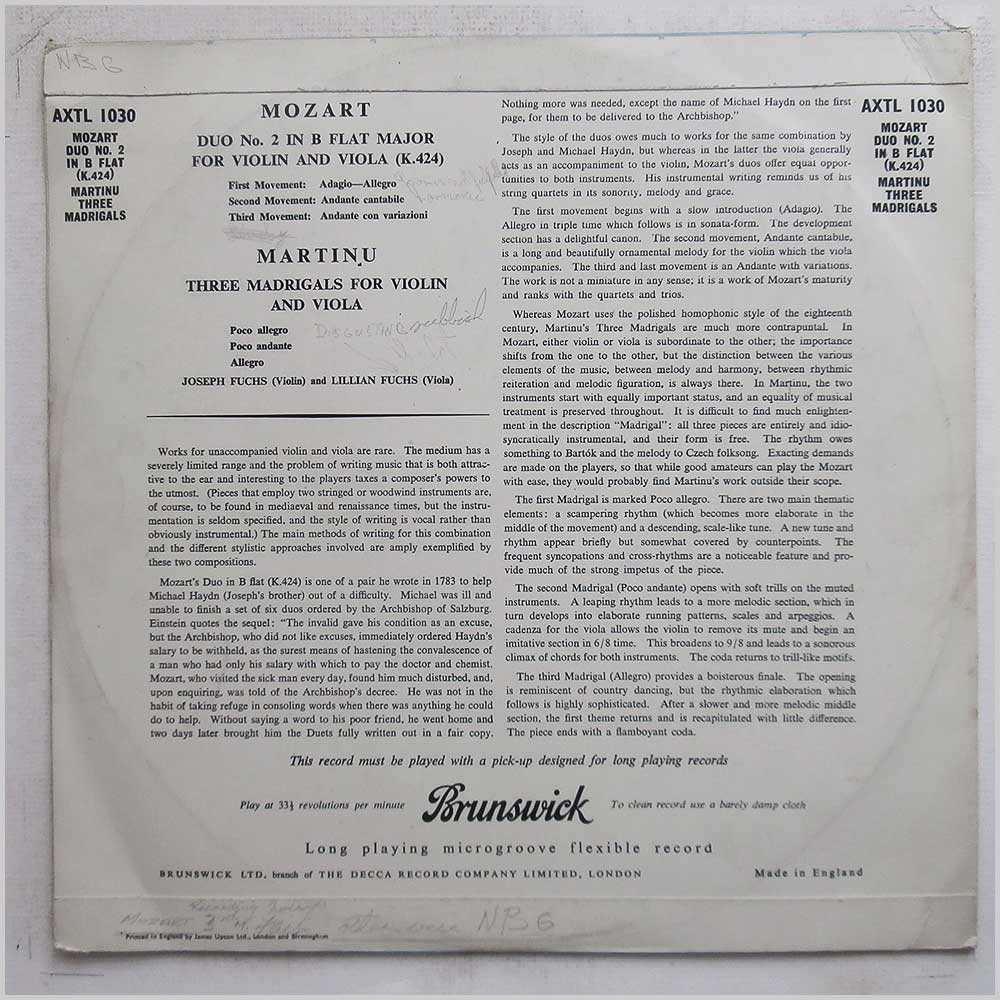 NBG
AXTL 1030
MOZART
DUO No. 2
IN B FLAT
(K.424)
MARTINU
THREE
MADRIGALS
MOZART
DUO No. 2 IN B FLAT MAJOR
FOR VIOLIN AND VIOLA (K.424)
First Movement: Adagio—Allegro
Second Movement: Andante cantabile
Third Movement: Andante con variazioni
MARTINU
THREE MADRIGALS FOR VIOLIN
AND VIOLA
Poco allegro DISGUSTING rubbish
Poco andante
Allegro
JOSEPH FUCHS (Violin) and LILLIAN FUCHS (Viola)
Works for unaccompanied violin and viola are rare. The medium has a
severely limited range and the problem of writing music that is both attrac-
tive to the ear and interesting to the players taxes a composer's powers to
the utmost. (Pieces that employ two stringed or woodwind instruments are,
of course, to be found in mediaeval and renaissance times, but the instru-
mentation is seldom specified, and the style of writing is vocal rather than
obviously instrumental.) The main methods of writing for this combination
and the different stylistic approaches involved are amply exemplified by
these two compositions.
Mozart's Duo in B flat (K.424) is one of a pair he wrote in 1783 to help
Michael Haydn (Joseph's brother) out of a difficulty. Michael was ill and
unable to finish a set of six duos ordered by the Archbishop of Salzburg.
Einstein quotes the sequel: "The invalid gave his condition as an excuse,
but the Archbishop, who did not like excuses, immediately ordered Haydn's
salary to be withheld, as the surest means of hastening the convalescence of
a man who had only his salary with which to pay the doctor and chemist.
Mozart, who visited the sick man every day, found him much disturbed, and,
upon enquiring, was told of the Archbishop's decree. He was not in the
habit of taking refuge in consoling words when there was anything he could
do to help. Without saying a word to his poor friend, he went home and
two days later brought him the Duets fully written out in a fair copy.
Nothing more was needed, except the name of Michael Haydn on the first
page, for them to be delivered to the Archbishop."
The style of the duos owes much to works for the same combination by
Joseph and Michael Haydn, but whereas in the latter the viola generally
acts as an accompaniment to the violin, Mozart's duos offer equal oppor-
tunities to both instruments. His instrumental writing reminds us of his
string quartets in its sonority, melody and grace.
The first movement begins with a slow introduction (Adagio). The
Allegro in triple time which follows is in sonata-form. The development
section has a delightful canon. The second movement, Andante cantabile,
is a long and beautifully ornamental melody for the violin which the viola
accompanies. The third and last movement is an Andante with variations.
The work is not a miniature in any sense; it is a work of Mozart's maturity
and ranks with the quartets and trios.
Whereas Mozart uses the polished homophonic style of the eighteenth
century, Martinu's Three Madrigals are much more contrapuntal. In
Mozart, either violin or viola is subordinate to the other; the importance
shifts from the one to the other, but the distinction between the various
elements of the music, between melody and harmony, between rhythmic
reiteration and melodic figuration, is always there. In Martinu, the two
instruments start with equally important status, and an equality of musical
treatment is preserved throughout. It is difficult to find much enlighten-
ment in the description "Madrigal": all three pieces are entirely and idio-
syncratically instrumental, and their form is free. The rhythm owes
something to Bartók and the melody to Czech folksong. Exacting demands
are made on the players, so that while good amateurs can play the Mozart
with ease, they would probably find Martinu's work outside their scope.
The first Madrigal is marked Poco allegro. There are two main thematic
elements: a scampering rhythm (which becomes more elaborate in the
middle of the movement) and a descending, scale-like tune. A new tune and
rhythm appear briefly but somewhat covered by counterpoints. The
frequent syncopations and cross-rhythms are a noticeable feature and pro-
vide much of the strong impetus of the piece.
The second Madrigal (Poco andante) opens with soft trills on the muted
instruments. A leaping rhythm leads to a more melodic section, which in
turn develops into elaborate running patterns, scales and arpeggios. A
cadenza for the viola allows the violin to remove its mute and begin an
imitative section in 6/8 time. This broadens to 9/8 and leads to a sonorous
climax of chords for both instruments. The coda returns to trill-like motifs.
The third Madrigal (Allegro) provides a boisterous finale. The opening
is reminiscent of country dancing, but the rhythmic elaboration which
follows is highly sophisticated. After a slower and more melodic middle
section, the first theme returns and is recapitulated with little difference.
The piece ends with a flamboyant coda.
AXTL 1030
MOZART
DUO No. 2
IN B FLAT
(K.424)
MARTINU
THREE
MADRIGALS
This record must be played with a pick-up designed for long playing records
Play at 33⅓ revolutions per minute Brunswick To clean record use a barely damp cloth
Long playing microgroove flexible record
BRUNSWICK LTD., branch of THE DECCA RECORD COMPANY LIMITED, LONDON Made in England
MOZART NBG
Printed in England by James Upton Ltd., London and Birmingham